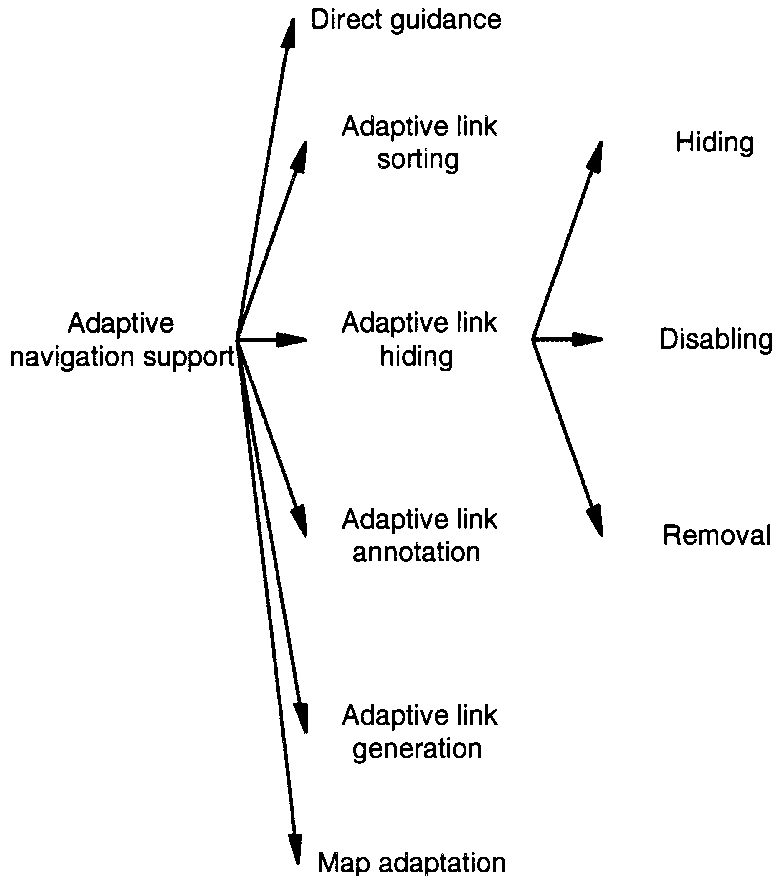 Direct guidance
Adaptive link
sorting
Hiding
Adaptive
navigation support
Adaptive link
hiding
Disabling
Adaptive link
annotation
Removal
Adaptive link
generation
Map adaptation